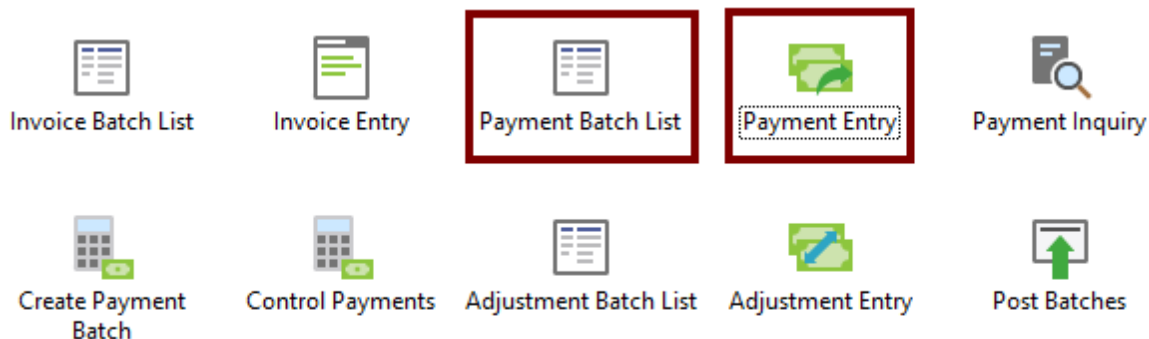 Invoice Batch List
Invoice Entry
Payment Batch List
Payment Entry
Payment Inquiry
Create Payment
Batch
Control Payments
Adjustment Batch List
Adjustment Entry
Post Batches